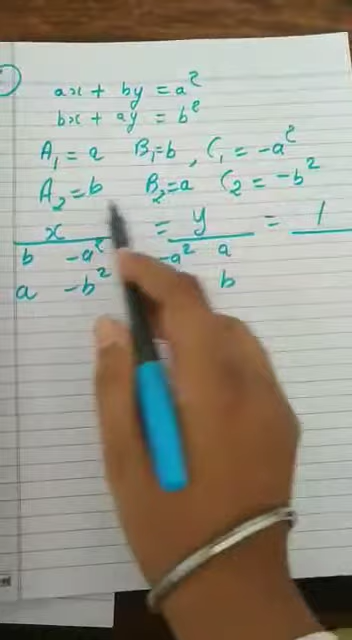 ax + by = a²
bx + ay = b²
A₁ = a B₁ = b , C₁ = -a²
A₂ = b B₂ = a C₂ = -b²
x = y = 1
b -a² -a² a
a -b² b